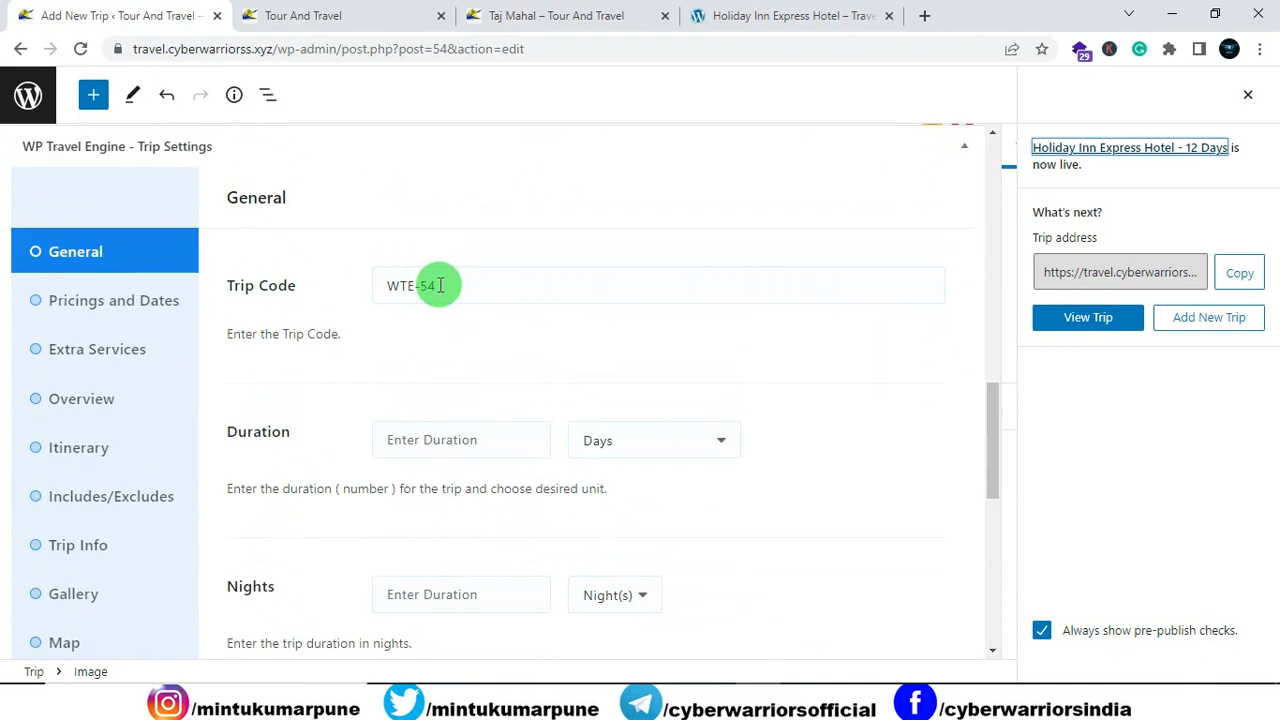 Add New Trip ‹ Tour And Travel –
Tour And Travel
Taj Mahal – Tour And Travel
Holiday Inn Express Hotel – Trave
travel.cyberwarriorss.xyz/wp-admin/post.php?post=54&action=edit
29
WP Travel Engine - Trip Settings
General
Pricings and Dates
Extra Services
Overview
Itinerary
Includes/Excludes
Trip Info
Gallery
Map
General
Trip Code
WTE-54
Enter the Trip Code.
Duration
Enter Duration
Days
Enter the duration ( number ) for the trip and choose desired unit.
Nights
Enter Duration
Night(s)
Enter the trip duration in nights.
Holiday Inn Express Hotel - 12 Days is
now live.
What's next?
Trip address
https://travel.cyberwarriors...
Copy
View Trip
Add New Trip
Always show pre-publish checks.
Trip
Image
/mintukumarpune
/mintukumarpune
/cyberwarriorsofficial
/cyberwarriorsindia